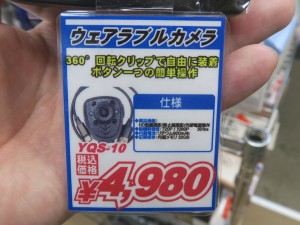 ウェアラブルカメラ
360°回転クリップで自由に装着
ボタン一つの簡単操作
仕様
YQS-10
税込
価格
¥4,980